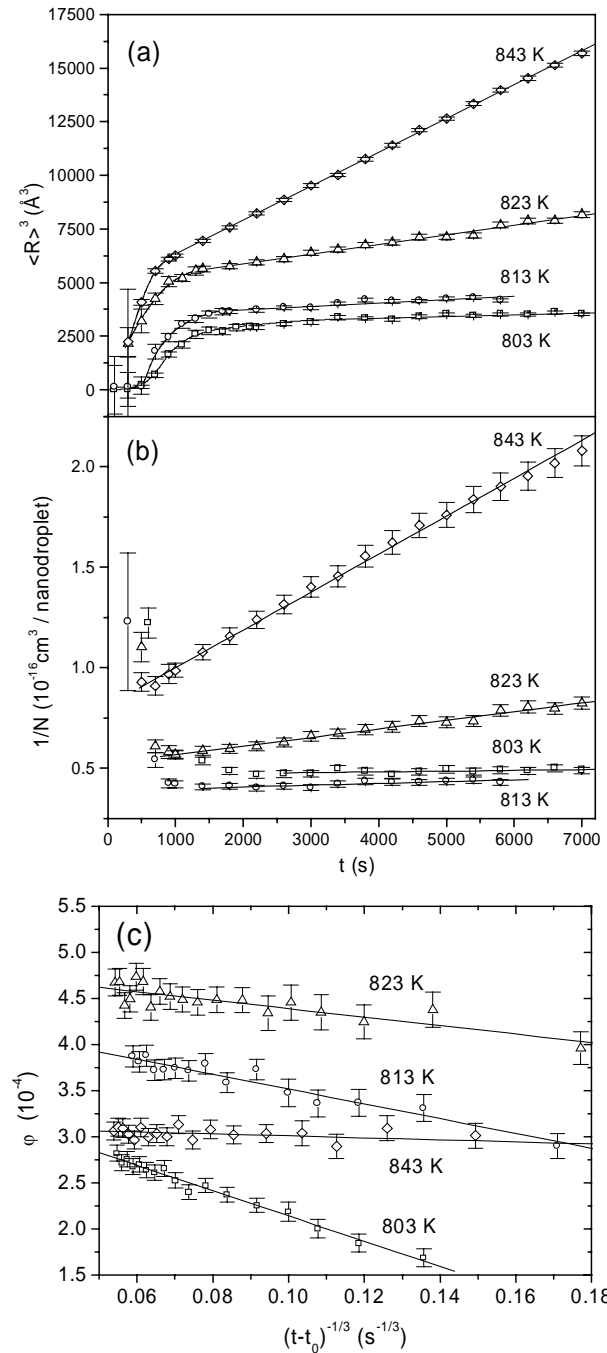 17500
15000
12500
10000
7500
5000
2500
0
<R>³ (Å³)
(a)
843 K
823 K
813 K
803 K
2.0
1.5
1.0
0.5
1/N (10⁻¹⁶cm³ / nanodroplet)
(b)
843 K
823 K
803 K
813 K
0 1000 2000 3000 4000 5000 6000 7000
t (s)
5.5
5.0
4.5
4.0
3.5
3.0
2.5
2.0
1.5
φ (10⁻⁴)
(c)
823 K
813 K
843 K
803 K
0.06 0.08 0.10 0.12 0.14 0.16 0.18
(t-t₀)⁻¹/³ (s⁻¹/³)